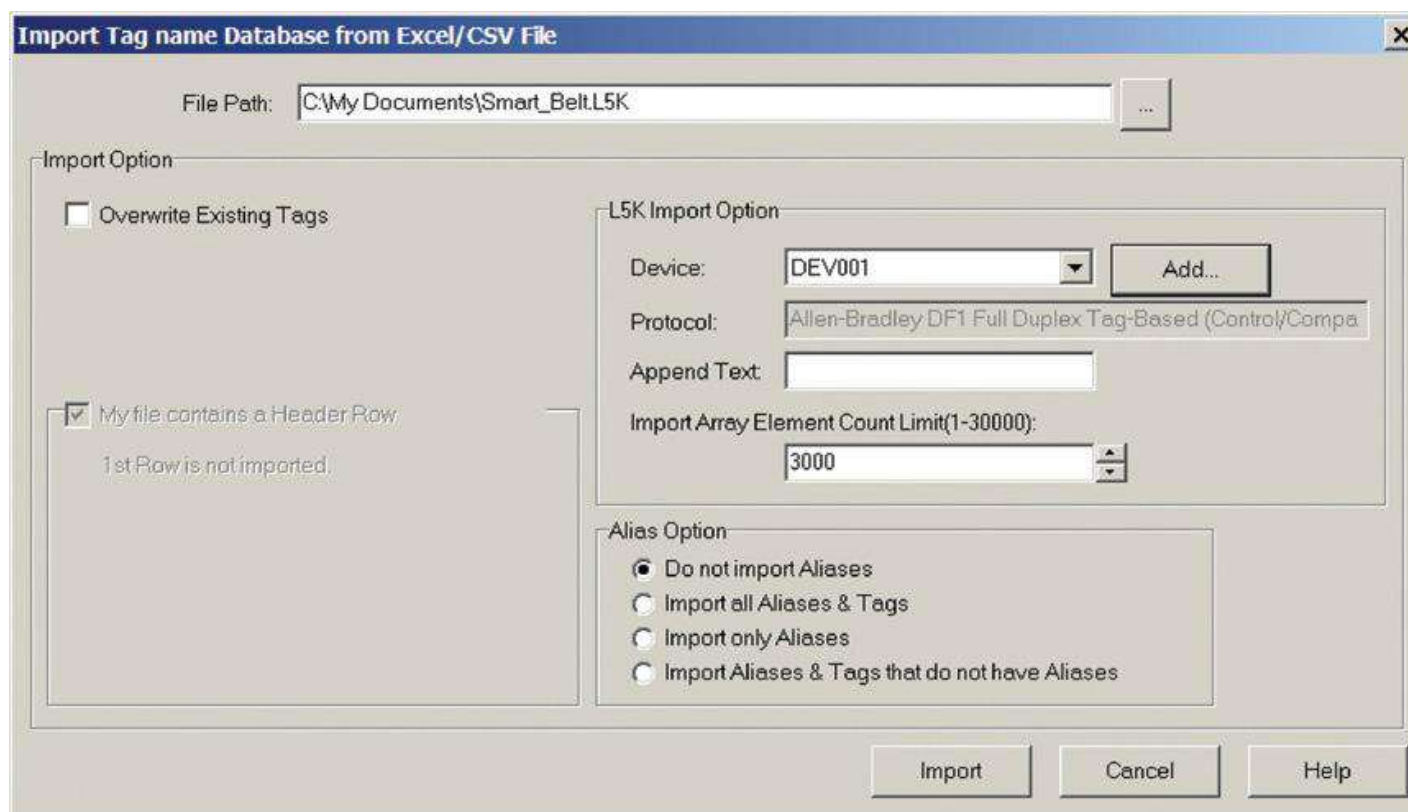 Import Tag name Database from Excel/CSV File
File Path: C:\My Documents\Smart_Belt.L5K ...
Import Option
Overwrite Existing Tags
L5K Import Option
Device: DEV001 Add...
Protocol: Allen-Bradley DF1 Full Duplex Tag-Based (Control/Compa
Append Text:
My file contains a Header Row
Import Array Element Count Limit(1-30000):
1st Row is not imported.
3000
Alias Option
Do not import Aliases
Import all Aliases & Tags
Import only Aliases
Import Aliases & Tags that do not have Aliases
Import Cancel Help